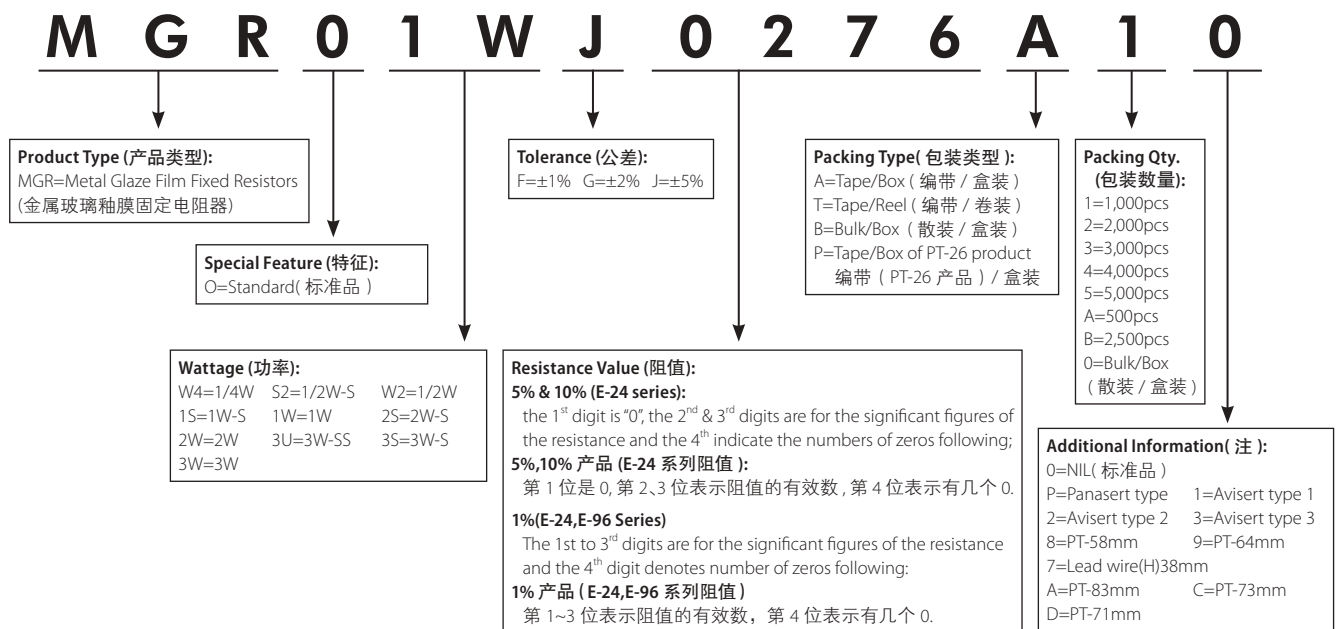 M G R 0 1 W J 0 2 7 6 A 1 0
Product Type (产品类型):
MGR=Metal Glaze Film Fixed Resistors
(金属玻璃釉膜固定电阻器)
Special Feature (特征):
O=Standard( 标准品 )
Wattage (功率):
W4=1/4W S2=1/2W-S W2=1/2W
1S=1W-S 1W=1W 2S=2W-S
2W=2W 3U=3W-SS 3S=3W-S
3W=3W
Tolerance (公差):
F=±1% G=±2% J=±5%
Resistance Value (阻值):
5% & 10% (E-24 series):
the 1st digit is “0”, the 2nd & 3rd digits are for the significant figures of
the resistance and the 4th indicate the numbers of zeros following;
5%,10% 产品 (E-24 系列阻值 ):
第 1 位是 0, 第 2、3 位表示阻值的有效数 , 第 4 位表示有几个 0.
1%(E-24,E-96 Series)
The 1st to 3rd digits are for the significant figures of the resistance
and the 4th digit denotes number of zeros following:
1% 产品 ( E-24,E-96 系列阻值 )
第 1~3 位表示阻值的有效数，第 4 位表示有几个 0.
Packing Type( 包装类型 ):
A=Tape/Box ( 编带 / 盒装 )
T=Tape/Reel ( 编带 / 卷装 )
B=Bulk/Box ( 散装 / 盒装 )
P=Tape/Box of PT-26 product
编带 ( PT-26 产品 ) / 盒装
Packing Qty.
(包装数量):
1=1,000pcs
2=2,000pcs
3=3,000pcs
4=4,000pcs
5=5,000pcs
A=500pcs
B=2,500pcs
0=Bulk/Box
( 散装 / 盒装 )
Additional Information( 注 ):
0=NIL( 标准品 )
P=Panasert type 1=Avisert type 1
2=Avisert type 2 3=Avisert type 3
8=PT-58mm 9=PT-64mm
7=Lead wire(H)38mm
A=PT-83mm C=PT-73mm
D=PT-71mm